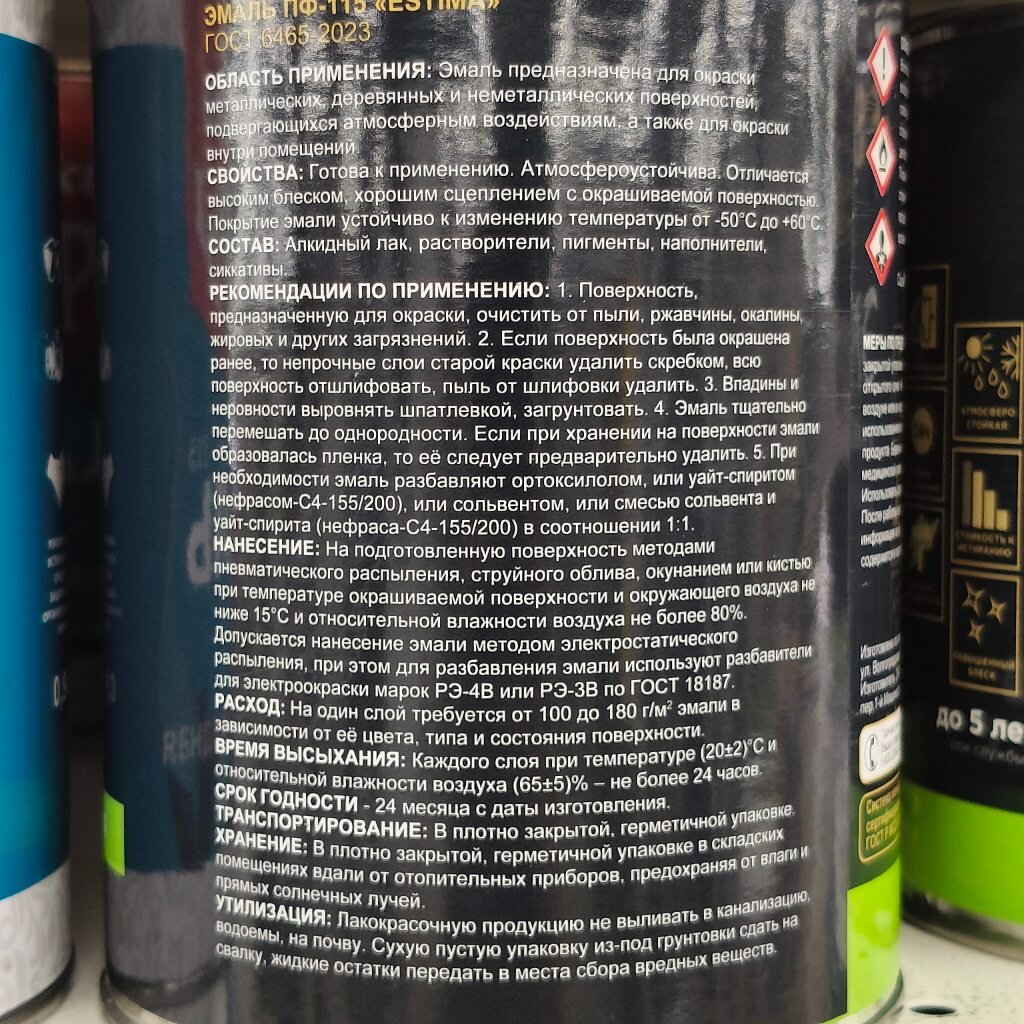 ЭМАЛЬ ПФ-115 «ESTIMA»
ГОСТ 6465-2023
ОБЛАСТЬ ПРИМЕНЕНИЯ: Эмаль предназначена для окраски
металлических, деревянных и неметаллических поверхностей,
подвергающихся атмосферным воздействиям, а также для окраски
внутри помещений.
СВОЙСТВА: Готова к применению. Атмосфероустойчива. Отличается
высоким блеском, хорошим сцеплением с окрашиваемой поверхностью.
Покрытие эмали устойчиво к изменению температуры от -50°С до +60°С
СОСТАВ: Алкидный лак, растворители, пигменты, наполнители,
сиккативы.
РЕКОМЕНДАЦИИ ПО ПРИМЕНЕНИЮ: 1. Поверхность,
предназначенную для окраски, очистить от пыли, ржавчины, окалины,
жировых и других загрязнений. 2. Если поверхность была окрашена
ранее, то непрочные слои старой краски удалить скребком, всю
поверхность отшлифовать, пыль от шлифовки удалить. 3. Впадины и
неровности выровнять шпатлевкой, загрунтовать. 4. Эмаль тщательно
перемешать до однородности. Если при хранении на поверхности эмали
образовалась пленка, то её следует предварительно удалить. 5. При
необходимости эмаль разбавляют ортоксилолом, или уайт-спиритом
(нефрасом-С4-155/200), или сольвентом, или смесью сольвента и
уайт-спирита (нефраса-С4-155/200) в соотношении 1:1.
НАНЕСЕНИЕ: На подготовленную поверхность методами
пневматического распыления, струйного облива, окунанием или кистью
при температуре окрашиваемой поверхности и окружающего воздуха не
ниже 15°С и относительной влажности воздуха не более 80%.
Допускается нанесение эмали методом электростатического
распыления, при этом для разбавления эмали используют разбавители
для электроокраски марок РЭ-4В или РЭ-3В по ГОСТ 18187.
РАСХОД: На один слой требуется от 100 до 180 г/м² эмали в
зависимости от её цвета, типа и состояния поверхности.
ВРЕМЯ ВЫСЫХАНИЯ: Каждого слоя при температуре (20±2)°С и
относительной влажности воздуха (65±5)% – не более 24 часов.
СРОК ГОДНОСТИ - 24 месяца с даты изготовления.
ТРАНСПОРТИРОВАНИЕ: В плотно закрытой, герметичной упаковке.
ХРАНЕНИЕ: В плотно закрытой, герметичной упаковке в складских
помещениях вдали от отопительных приборов, предохраняя от влаги и
прямых солнечных лучей.
УТИЛИЗАЦИЯ: Лакокрасочную продукцию не выливать в канализацию,
водоемы, на почву. Сухую пустую упаковку из-под грунтовки сдать на
свалку, жидкие остатки передать в места сбора вредных веществ.
МЕРЫ ПО
АТМОСФЕРО
СТОЙКАЯ
СТОЙКОСТЬ К
ИСТИРАНИЮ
ПОВЫШЕННЫЙ
БЛЕСК
до 5 ле